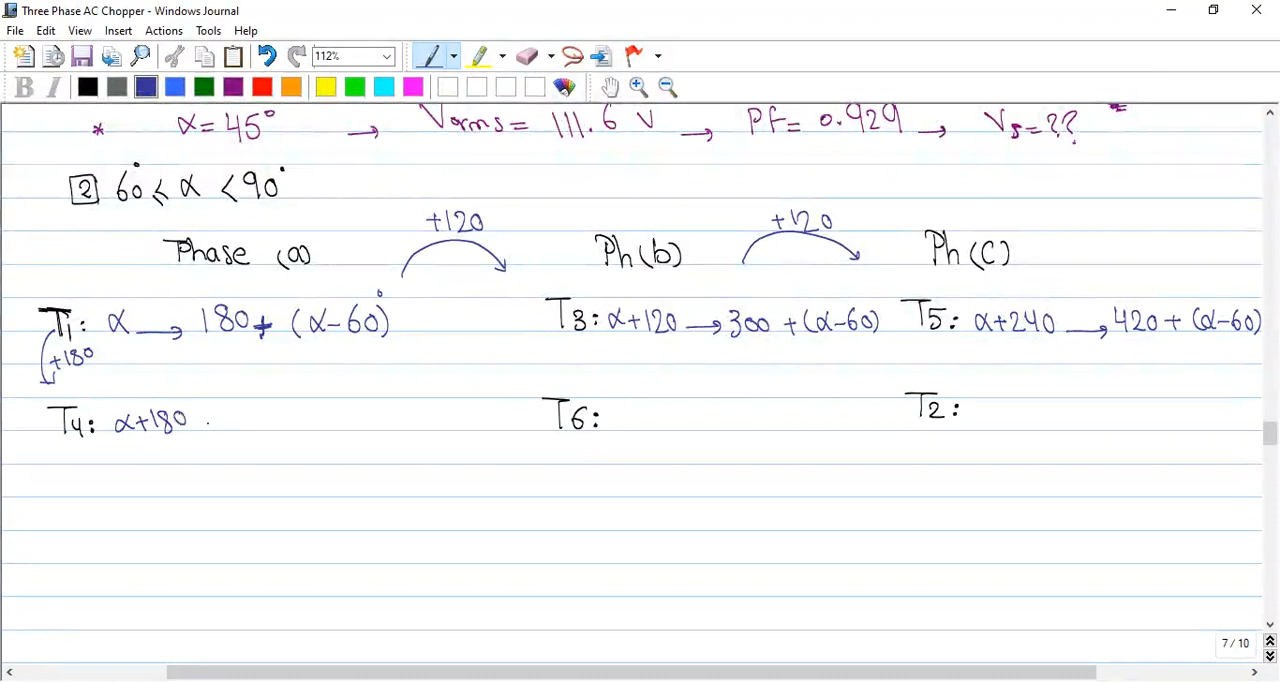 Three Phase AC Chopper - Windows Journal
File Edit View Insert Actions Tools Help
112%
B I
* α = 45° → Vorms = 111.6 V → PF = 0.929 → Vs = ??
2 60° ≤ α < 90°
+120 +120
Phase (a) Ph(b) Ph(C)
T1: α → 180 + (α-60)° T3: α+120 → 300 + (α-60) T5: α+240 → 420 + (α-60)
+180
T4: α+180 T6: T2:
7 / 10